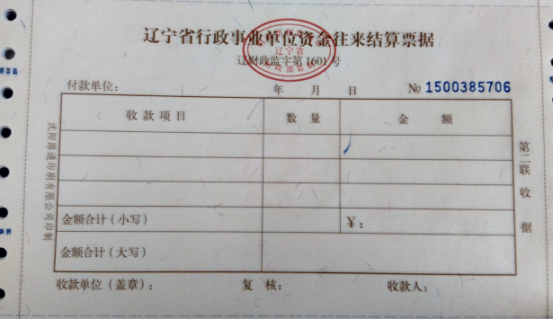 辽宁省行政事业单位资金往来结算票据
辽宁省
辽财政监字第1601号
付款单位： 年 月 日 № 1500385706
收款项目 数量 金额
金额合计（小写） ￥：
金额合计（大写）
收款单位（盖章）： 复核： 收款人：
第二联 收据